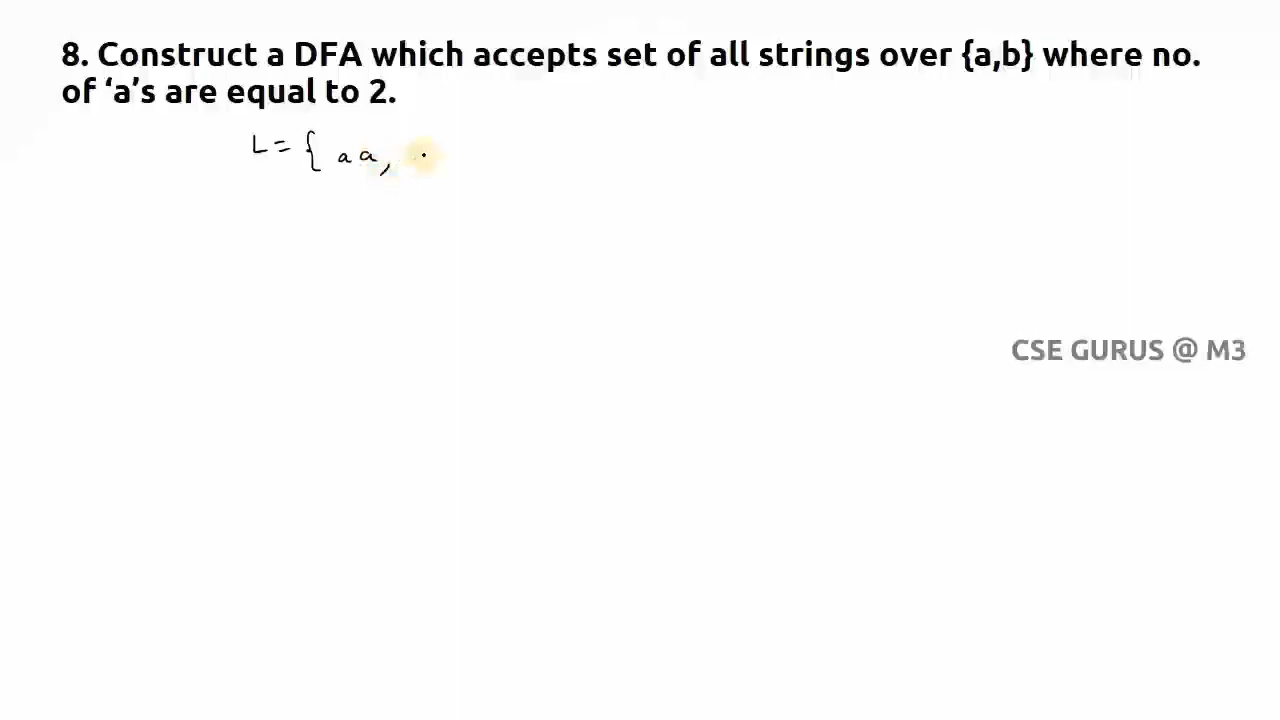 8. Construct a DFA which accepts set of all strings over {a,b} where no.
of ‘a’s are equal to 2.
L = { aa,
CSE GURUS @ M3